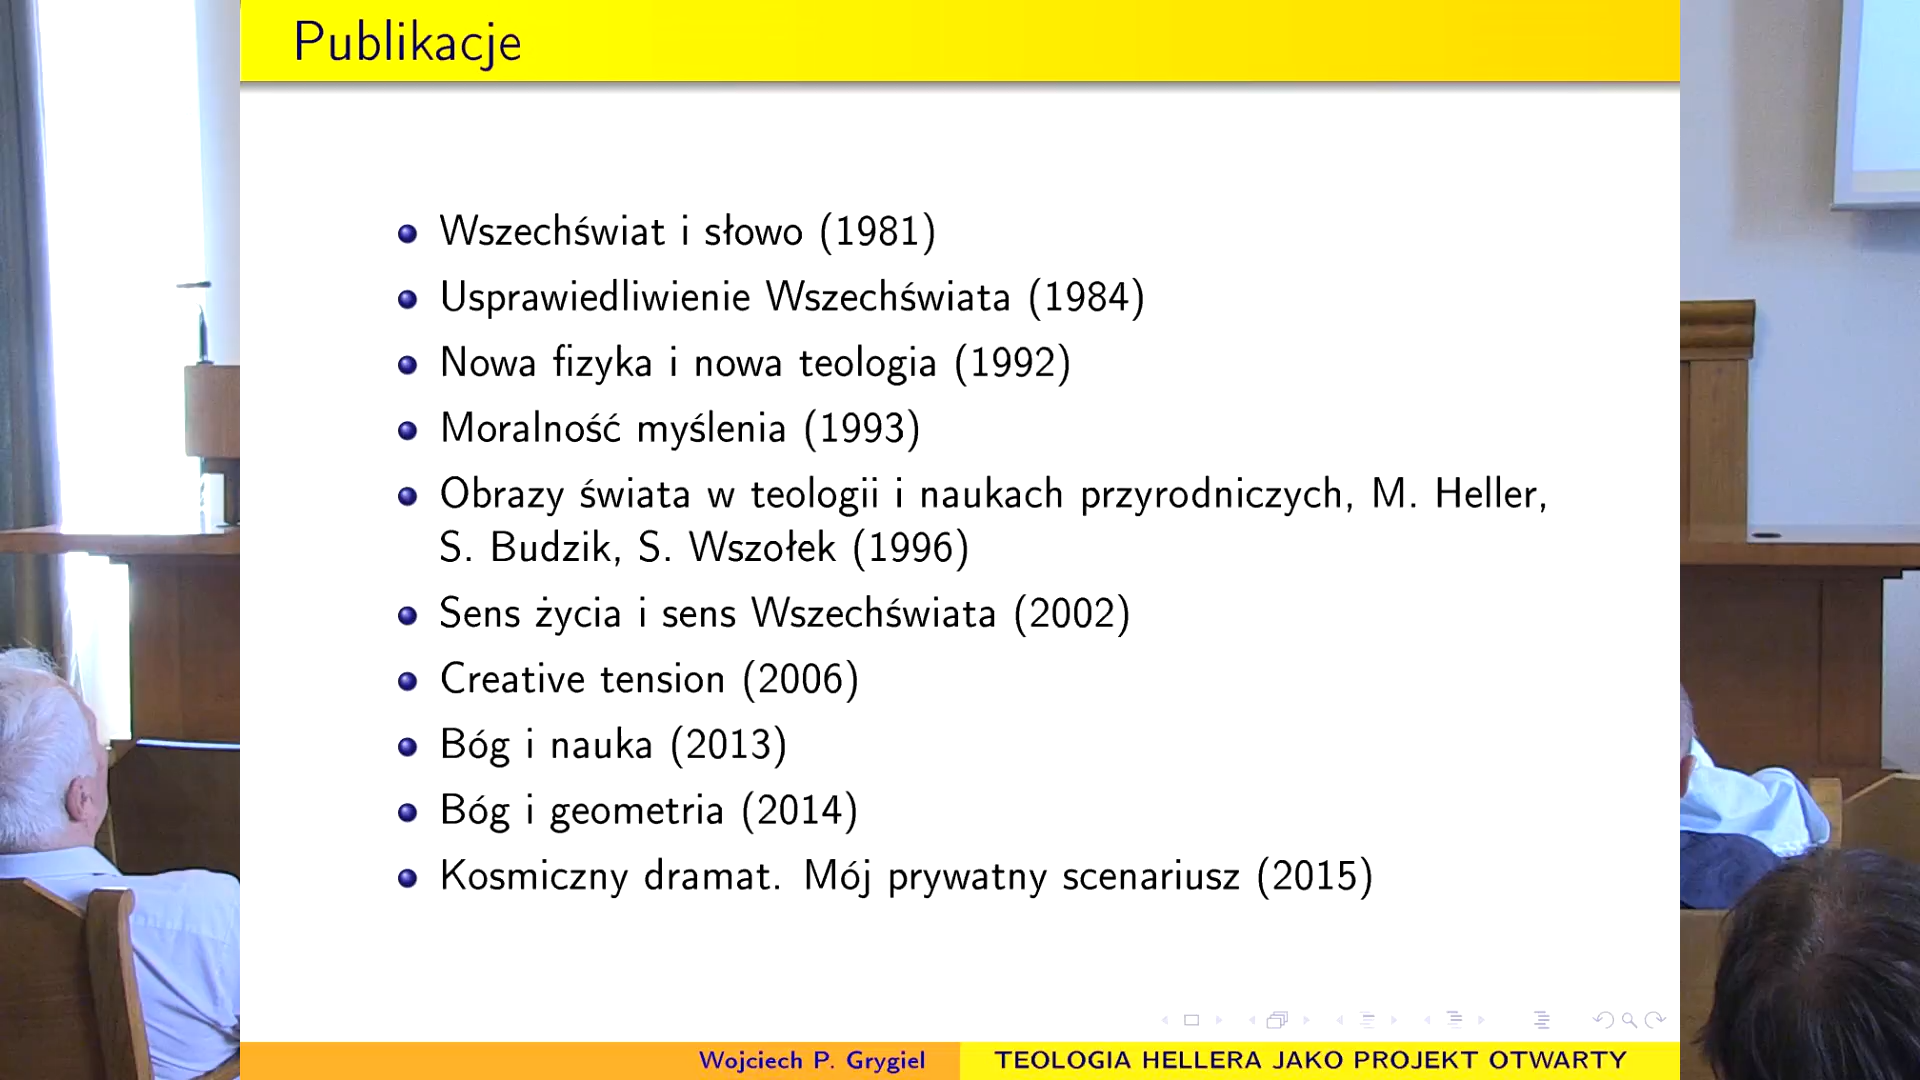 Publikacje
Wszechświat i słowo (1981)
Usprawiedliwienie Wszechświata (1984)
Nowa fizyka i nowa teologia (1992)
Moralność myślenia (1993)
Obrazy świata w teologii i naukach przyrodniczych, M. Heller,
S. Budzik, S. Wszołek (1996)
Sens życia i sens Wszechświata (2002)
Creative tension (2006)
Bóg i nauka (2013)
Bóg i geometria (2014)
Kosmiczny dramat. Mój prywatny scenariusz (2015)
Wojciech P. Grygiel
TEOLOGIA HELLERA JAKO PROJEKT OTWARTY